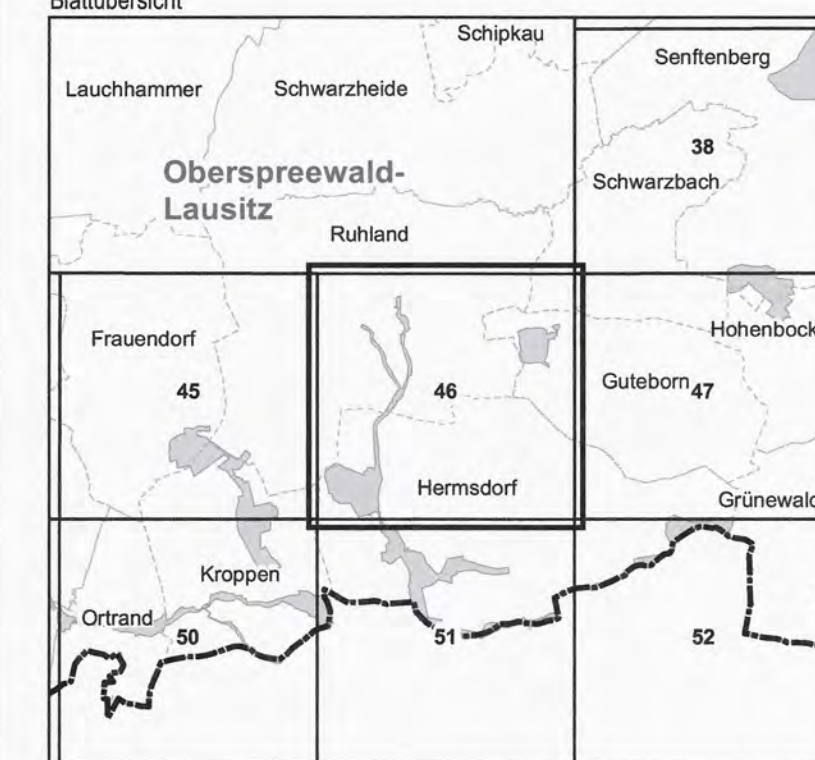 Blattübersicht
Schipkau
Senftenberg
Lauchhammer
Schwarzheide
38
Oberspreewald-
Lausitz
Schwarzbach
Ruhland
Hohenbock
Frauendorf
45
46
Guteborn
47
Hermsdorf
Grünewald
Kroppen
Ortrand
50
51
52